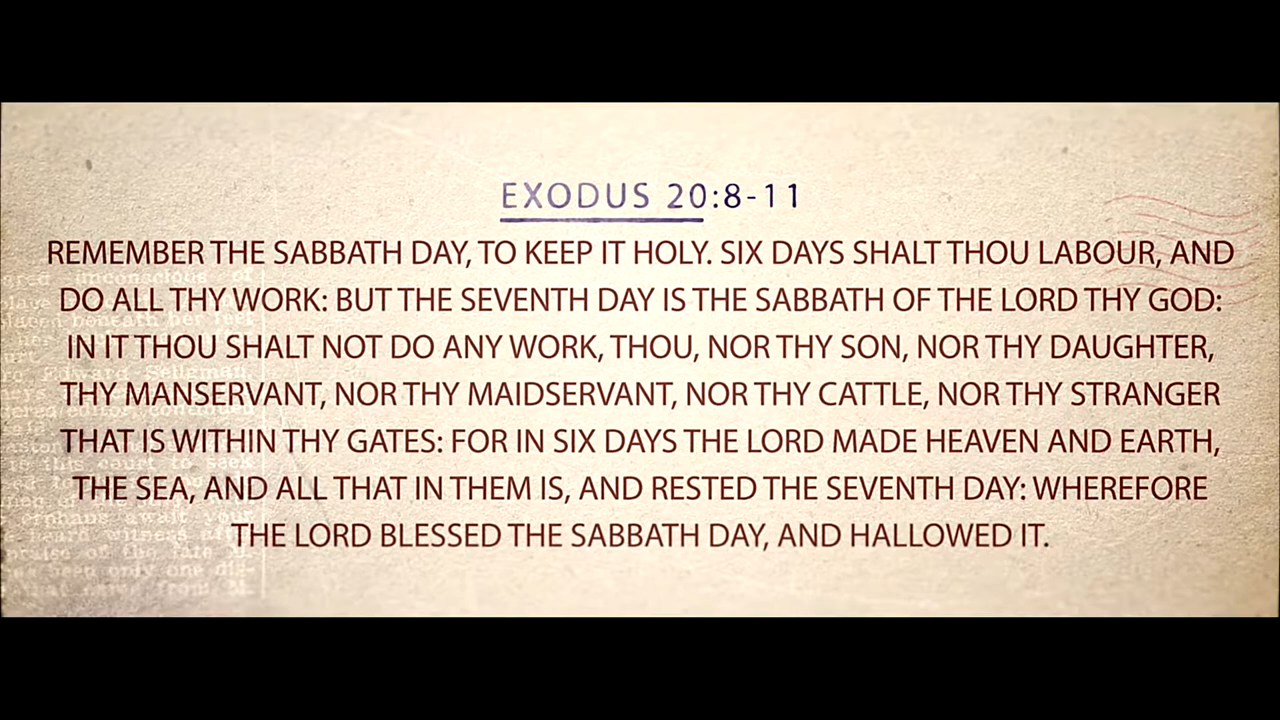 EXODUS 20:8-11
REMEMBER THE SABBATH DAY, TO KEEP IT HOLY. SIX DAYS SHALT THOU LABOUR, AND
DO ALL THY WORK: BUT THE SEVENTH DAY IS THE SABBATH OF THE LORD THY GOD:
IN IT THOU SHALT NOT DO ANY WORK, THOU, NOR THY SON, NOR THY DAUGHTER,
THY MANSERVANT, NOR THY MAIDSERVANT, NOR THY CATTLE, NOR THY STRANGER
THAT IS WITHIN THY GATES: FOR IN SIX DAYS THE LORD MADE HEAVEN AND EARTH,
THE SEA, AND ALL THAT IN THEM IS, AND RESTED THE SEVENTH DAY: WHEREFORE
THE LORD BLESSED THE SABBATH DAY, AND HALLOWED IT.